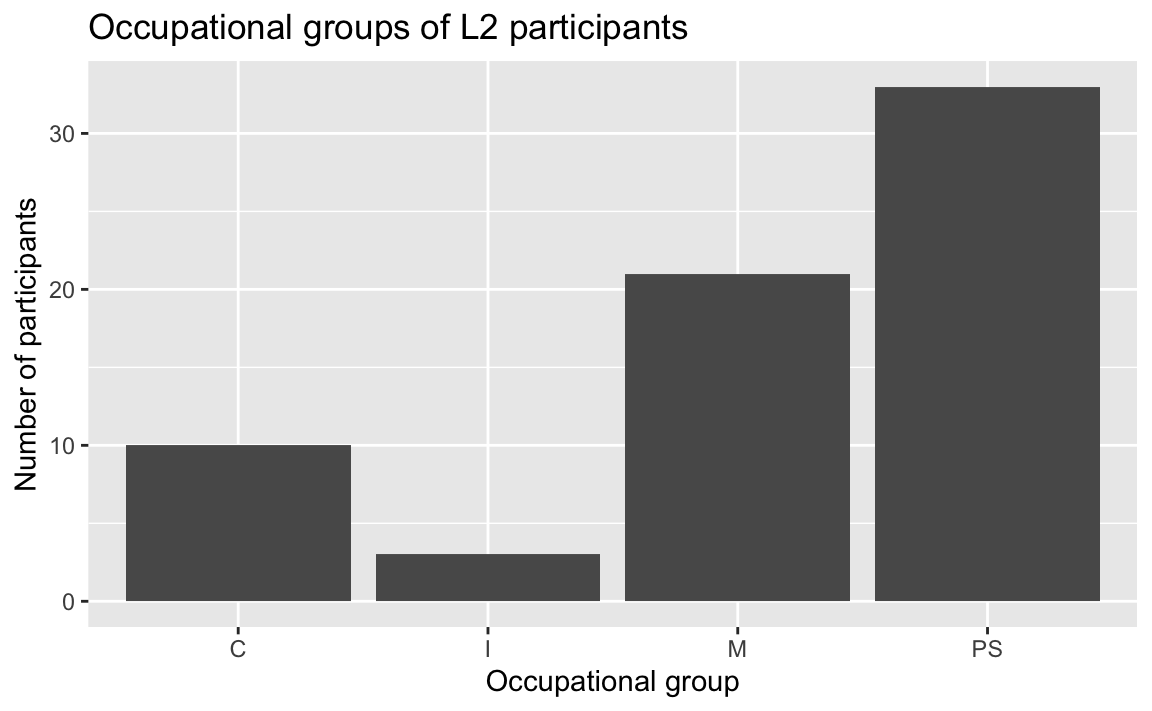 Occupational groups of L2 participants
Number of participants
30
20
10
0
C
I
M
PS
Occupational group